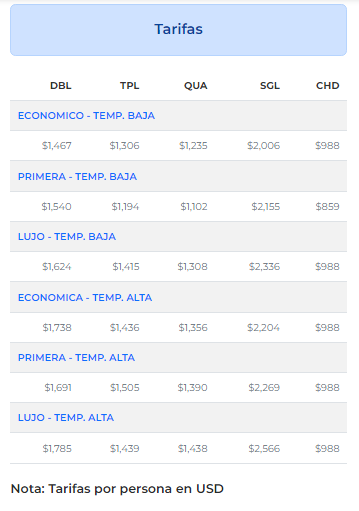 Tarifas
DBL TPL QUA SGL CHD
ECONOMICO - TEMP. BAJA
$1,467 $1,306 $1,235 $2,006 $988
PRIMERA - TEMP. BAJA
$1,540 $1,194 $1,102 $2,155 $859
LUJO - TEMP. BAJA
$1,624 $1,415 $1,308 $2,336 $988
ECONOMICA - TEMP. ALTA
$1,738 $1,436 $1,356 $2,204 $988
PRIMERA - TEMP. ALTA
$1,691 $1,505 $1,390 $2,269 $988
LUJO - TEMP. ALTA
$1,785 $1,439 $1,438 $2,566 $988
Nota: Tarifas por persona en USD